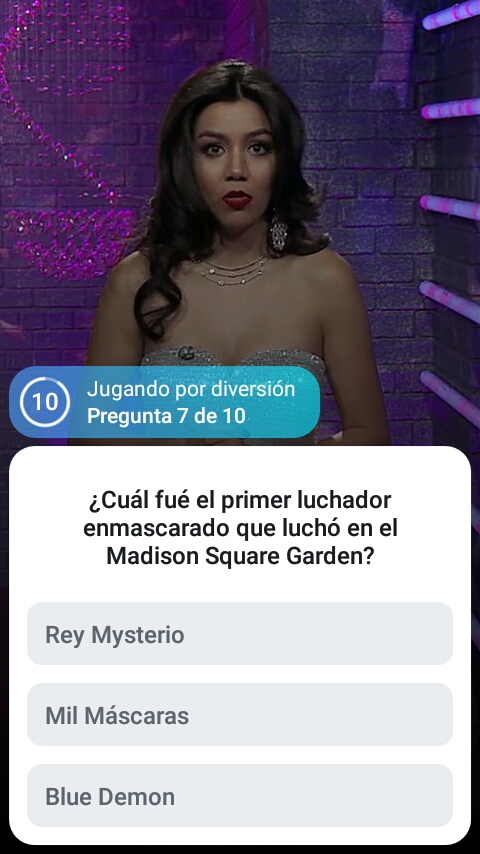 10
Jugando por diversión
Pregunta 7 de 10
¿Cuál fué el primer luchador
enmascarado que luchó en el
Madison Square Garden?
Rey Mysterio
Mil Máscaras
Blue Demon